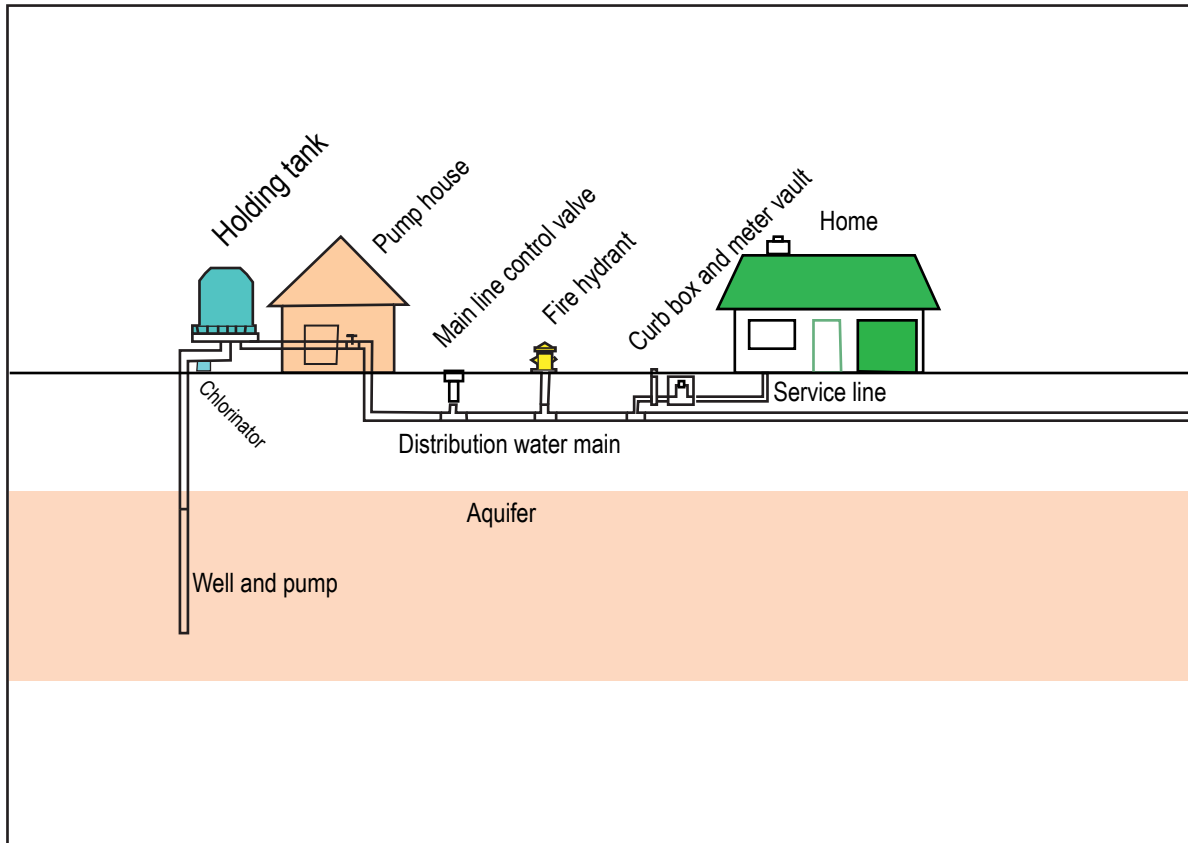 Holding tank
Pump house
Main line control valve
Fire hydrant
Curb box and meter vault
Home
Chlorinator
Service line
Distribution water main
Aquifer
Well and pump